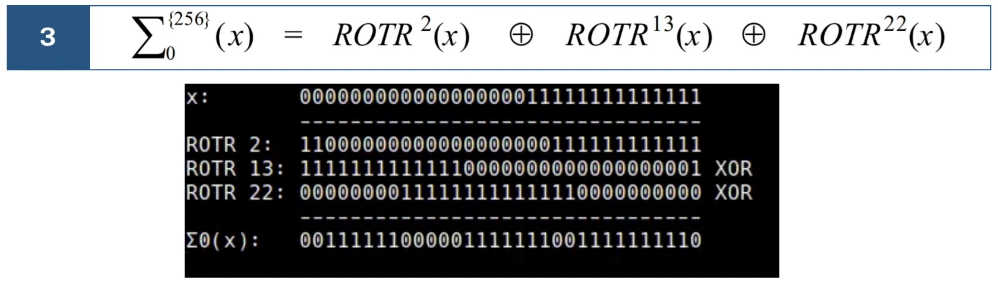 3
∑₀^{256}(x) = ROTR²(x) ⊕ ROTR¹³(x) ⊕ ROTR²²(x)
x: 00000000000000000011111111111111
--------------------------------
ROTR 2: 11000000000000000000111111111111
ROTR 13: 11111111111110000000000000000001 XOR
ROTR 22: 00000000111111111111110000000000 XOR
--------------------------------
Σ0(x): 00111111000001111111001111111110